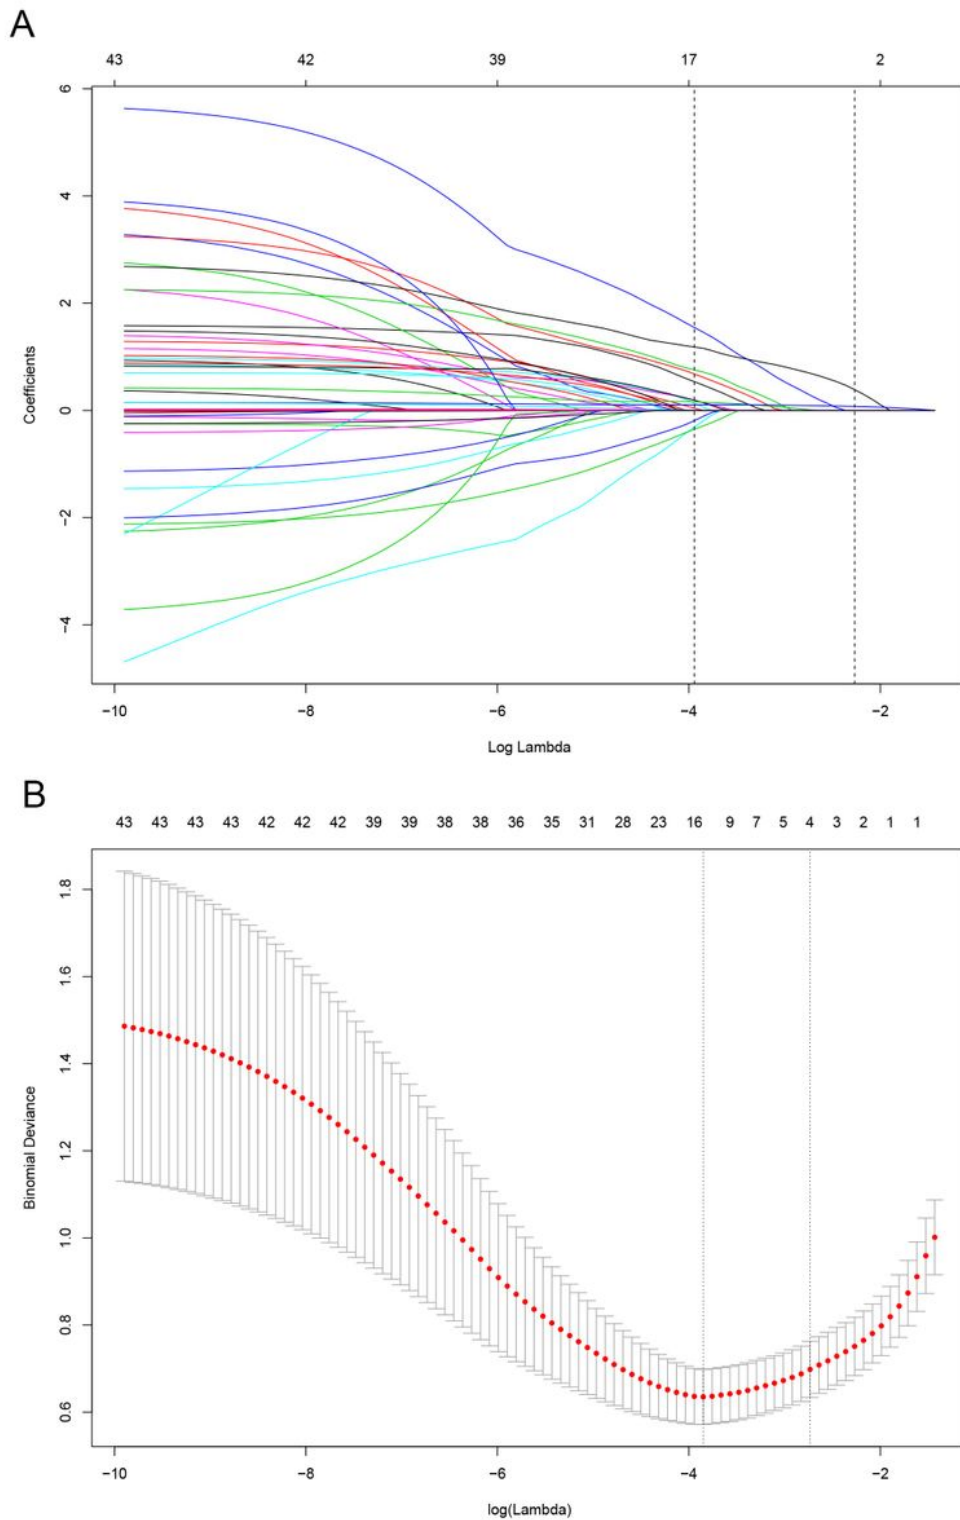 A
43 42 39 17 2
6
4
2
0
−2
−4
Coefficients
−10 −8 −6 −4 −2
Log Lambda
B
43 43 43 43 42 42 42 39 39 38 38 36 35 31 28 23 16 9 7 5 4 3 2 1 1
1.8
1.6
1.4
1.2
1.0
0.8
0.6
Binomial Deviance
−10 −8 −6 −4 −2
log(Lambda)